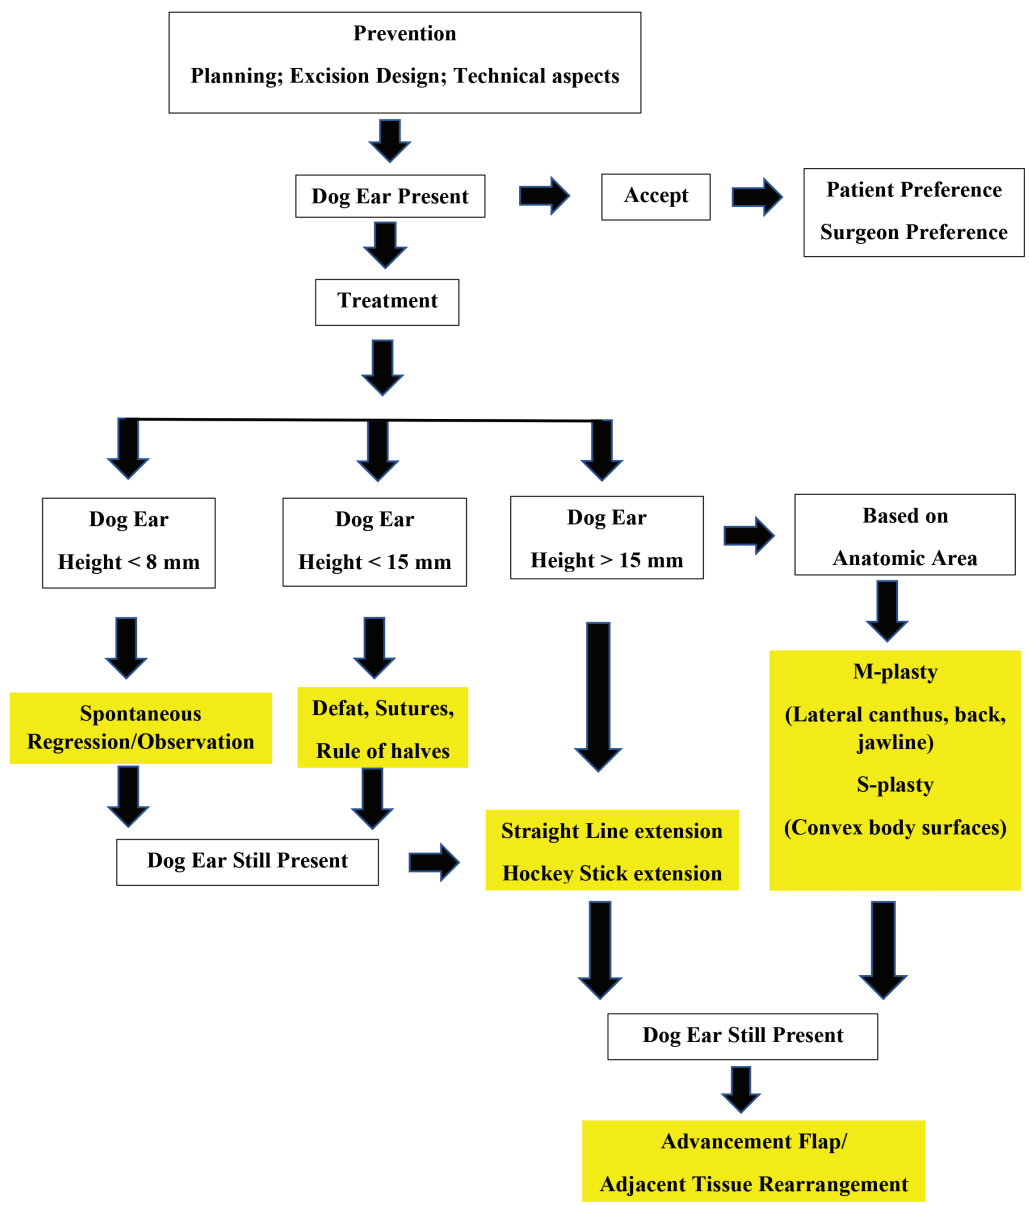 Prevention
Planning; Excision Design; Technical aspects
Dog Ear Present
Accept
Patient Preference
Surgeon Preference
Treatment
Dog Ear
Height < 8 mm
Dog Ear
Height < 15 mm
Dog Ear
Height > 15 mm
Based on
Anatomic Area
Spontaneous
Regression/Observation
Defat, Sutures,
Rule of halves
M-plasty
(Lateral canthus, back,
jawline)
S-plasty
(Convex body surfaces)
Dog Ear Still Present
Straight Line extension
Hockey Stick extension
Dog Ear Still Present
Advancement Flap/
Adjacent Tissue Rearrangement